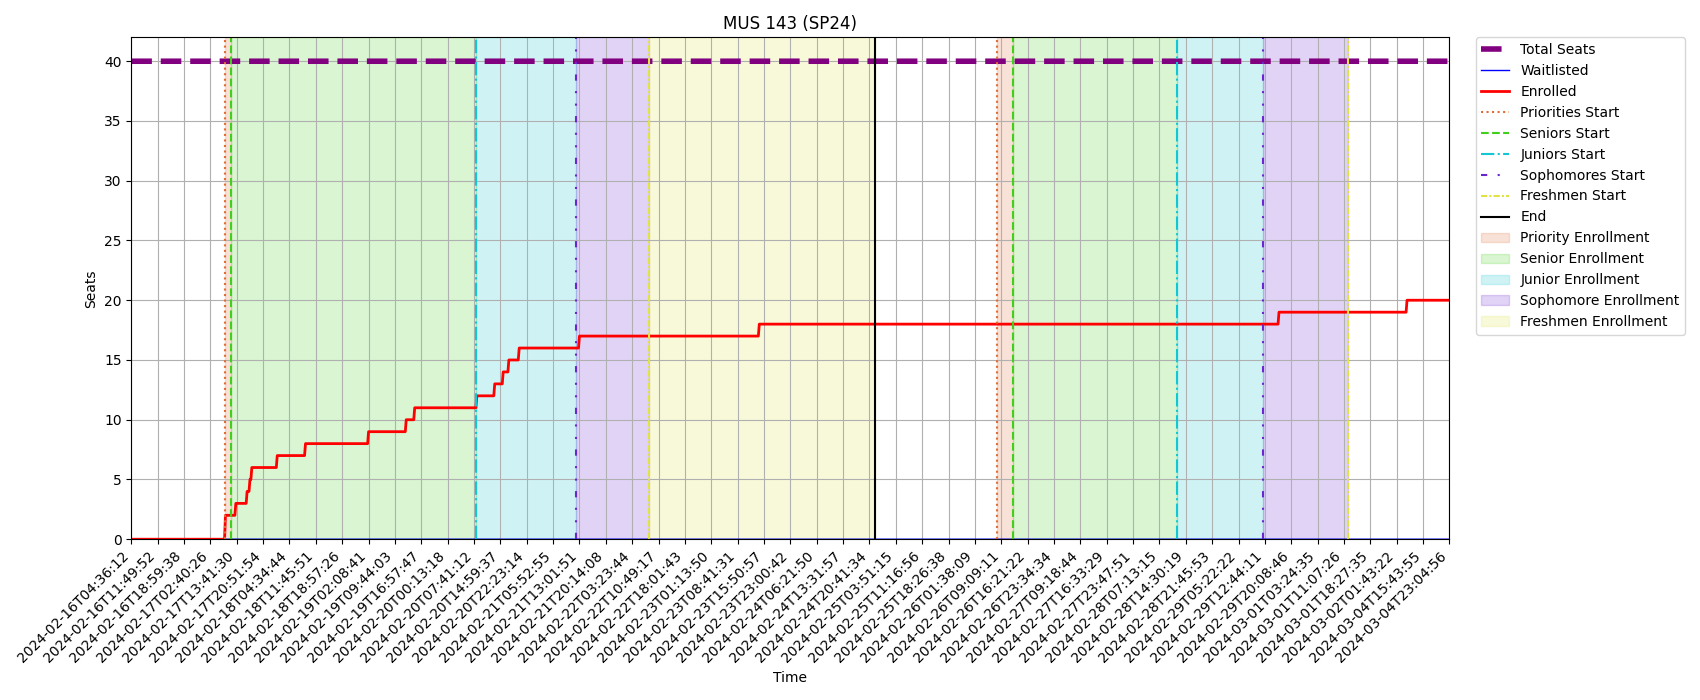 MUS 143 (SP24)
Seats
40
35
30
25
20
15
10
5
0
2024-02-16T04:36:12
2024-02-16T11:49:52
2024-02-16T18:59:38
2024-02-17T02:40:26
2024-02-17T13:41:30
2024-02-17T20:51:54
2024-02-18T04:34:44
2024-02-18T11:45:51
2024-02-18T18:57:26
2024-02-19T02:08:41
2024-02-19T09:44:03
2024-02-19T16:57:47
2024-02-20T00:13:18
2024-02-20T07:41:12
2024-02-20T14:59:37
2024-02-20T22:23:14
2024-02-21T05:52:55
2024-02-21T13:01:51
2024-02-21T20:14:08
2024-02-22T03:23:44
2024-02-22T10:49:17
2024-02-22T18:01:43
2024-02-23T01:13:50
2024-02-23T08:41:31
2024-02-23T15:50:57
2024-02-23T23:00:42
2024-02-24T06:21:50
2024-02-24T13:31:57
2024-02-24T20:41:34
2024-02-25T03:51:15
2024-02-25T11:16:56
2024-02-25T18:26:38
2024-02-26T01:38:09
2024-02-26T09:09:11
2024-02-26T16:21:22
2024-02-26T23:34:34
2024-02-27T09:18:44
2024-02-27T16:33:29
2024-02-27T23:47:51
2024-02-28T07:13:15
2024-02-28T14:30:19
2024-02-28T21:45:53
2024-02-29T05:22:22
2024-02-29T12:44:11
2024-02-29T20:08:46
2024-03-01T03:24:35
2024-03-01T11:07:26
2024-03-01T18:27:35
2024-03-02T01:43:22
2024-03-04T15:43:55
2024-03-04T23:04:56
Time
Total Seats
Waitlisted
Enrolled
Priorities Start
Seniors Start
Juniors Start
Sophomores Start
Freshmen Start
End
Priority Enrollment
Senior Enrollment
Junior Enrollment
Sophomore Enrollment
Freshmen Enrollment